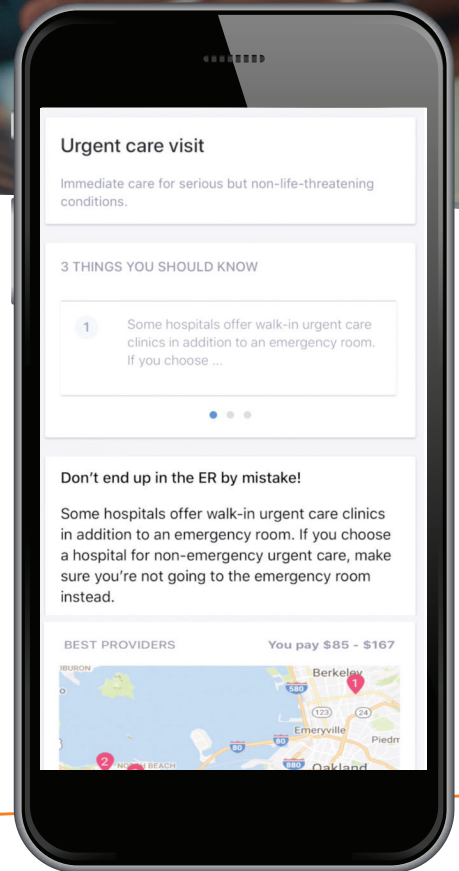 Urgent care visit
Immediate care for serious but non-life-threatening
conditions.
3 THINGS YOU SHOULD KNOW
1
Some hospitals offer walk-in urgent care
clinics in addition to an emergency room.
If you choose ...
Don't end up in the ER by mistake!
Some hospitals offer walk-in urgent care clinics
in addition to an emergency room. If you choose
a hospital for non-emergency urgent care, make
sure you're not going to the emergency room
instead.
BEST PROVIDERS
You pay $85 - $167
IBURON
Berkeley
1
580
123
24
Emeryville
80
80
Piedm
2
NORTH BEACH
880
Oakland